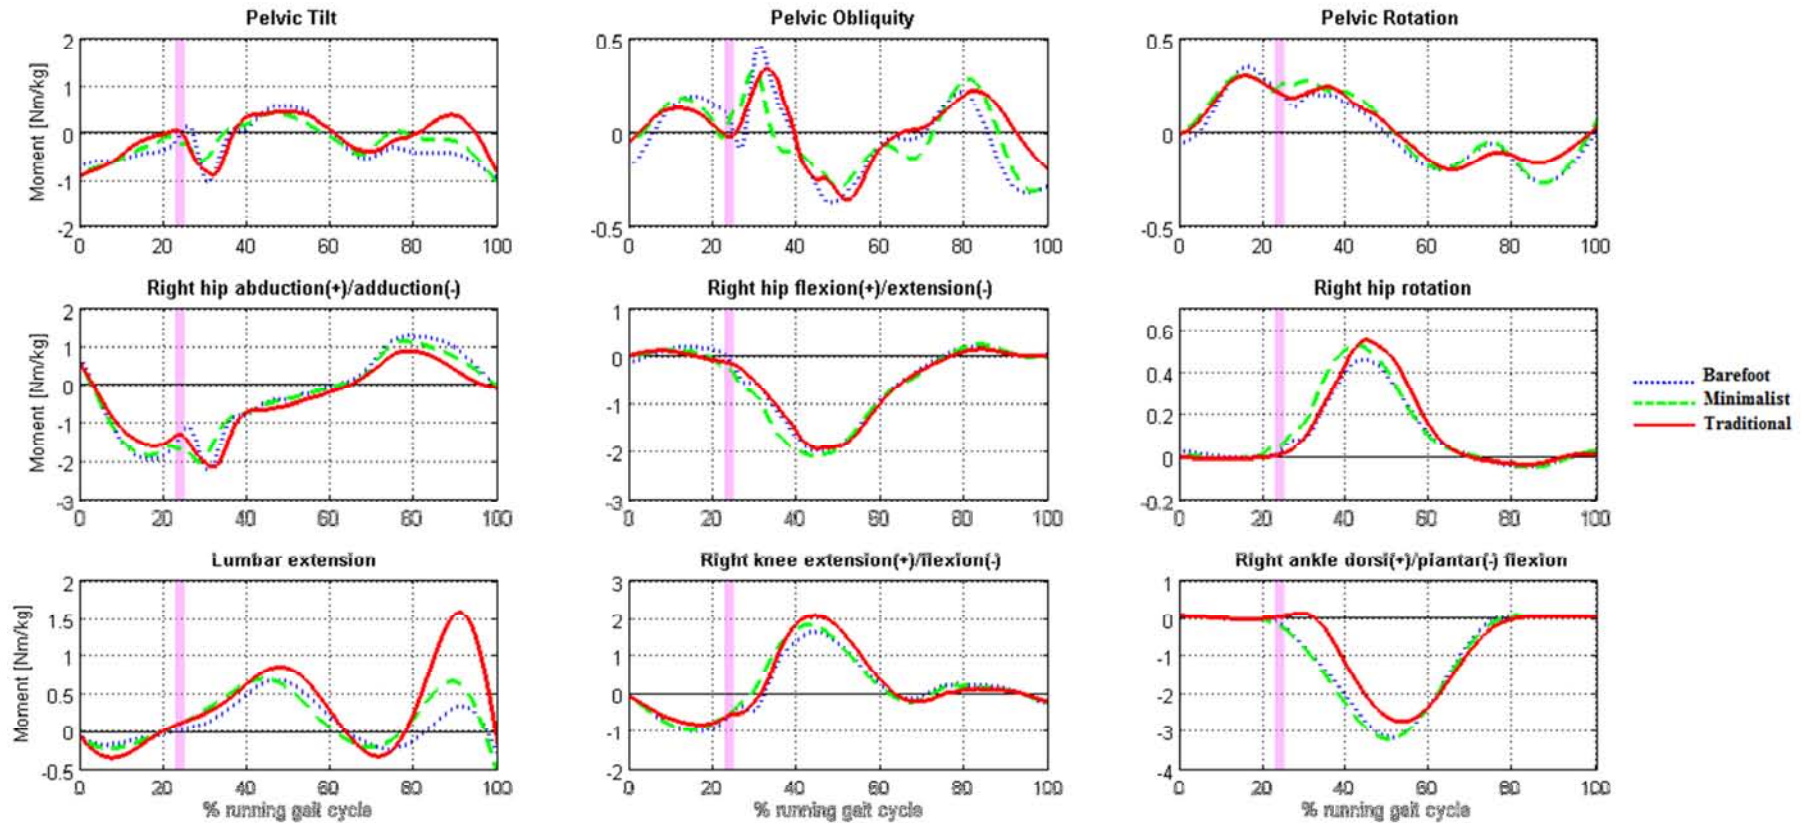 Pelvic Tilt
Moment [Nm/kg]
2
1
0
-1
-2
0 20 40 60 80 100
Pelvic Obliquity
0.5
0
-0.5
0 20 40 60 80 100
Pelvic Rotation
0.5
0
-0.5
0 20 40 60 80 100
Right hip abduction(+)/adduction(-)
Moment [Nm/kg]
2
1
0
-1
-2
-3
0 20 40 60 80 100
Right hip flexion(+)/extension(-)
1
0
-1
-2
-3
0 20 40 60 80 100
Right hip rotation
0.6
0.4
0.2
0
-0.2
0 20 40 60 80 100
Barefoot
Minimalist
Traditional
Lumbar extension
Moment [Nm/kg]
2
1.5
1
0.5
0
-0.5
0 20 40 60 80 100
% running gait cycle
Right knee extension(+)/flexion(-)
3
2
1
0
-1
-2
0 20 40 60 80 100
% running gait cycle
Right ankle dorsi(+)/plantar(-) flexion
1
0
-1
-2
-3
-4
0 20 40 60 80 100
% running gait cycle